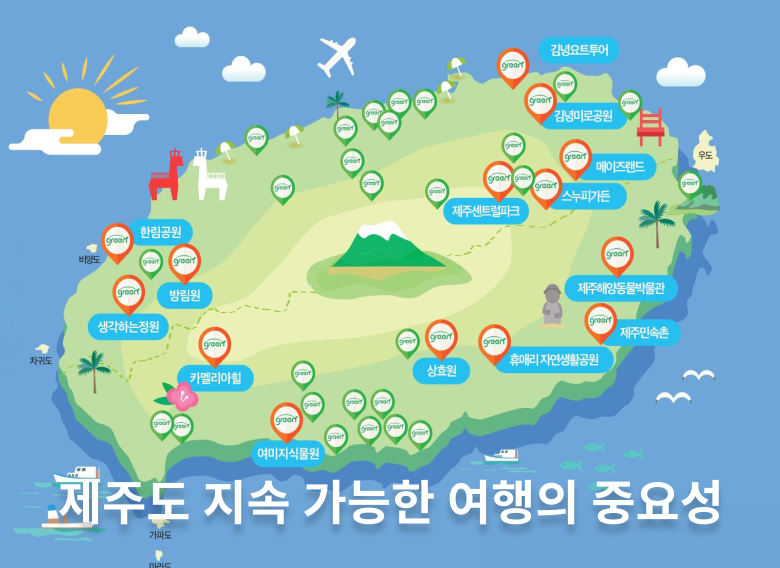 김녕요트투어
김녕미로공원
우도
메이즈랜드
스누피가든
제주센트럴파크
한림공원
비양도
방림원
제주해양동물박물관
생각하는정원
제주민속촌
차귀도
휴애리 자연생활공원
상효원
카멜리아힐
여미지식물원
제주도 지속 가능한 여행의 중요성
가파도
마라도